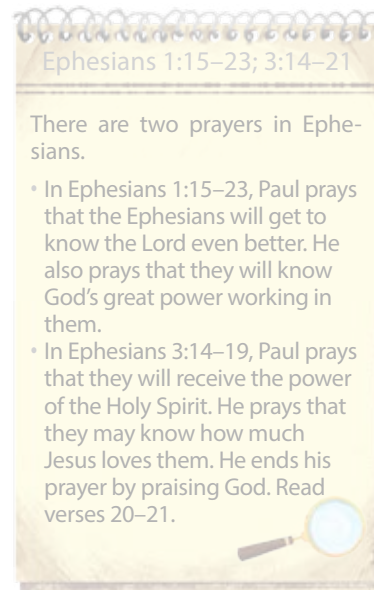 Ephesians 1:15–23; 3:14–21
There are two prayers in Ephe-
sians.
• In Ephesians 1:15–23, Paul prays
that the Ephesians will get to
know the Lord even better. He
also prays that they will know
God’s great power working in
them.
• In Ephesians 3:14–19, Paul prays
that they will receive the power
of the Holy Spirit. He prays that
they may know how much
Jesus loves them. He ends his
prayer by praising God. Read
verses 20–21.